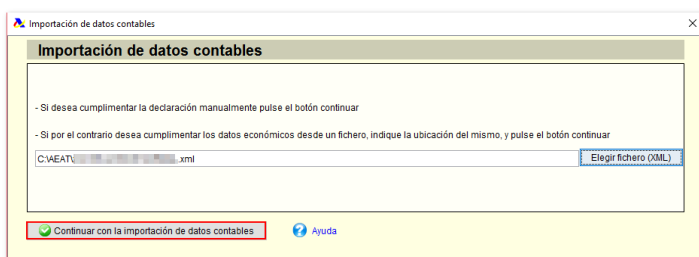 Importación de datos contables
Importación de datos contables
- Si desea cumplimentar la declaración manualmente pulse el botón continuar
- Si por el contrario desea cumplimentar los datos económicos desde un fichero, indique la ubicación del mismo, y pulse el botón continuar
C:\AEAT\ .xml Elegir fichero (XML)
Continuar con la importación de datos contables Ayuda